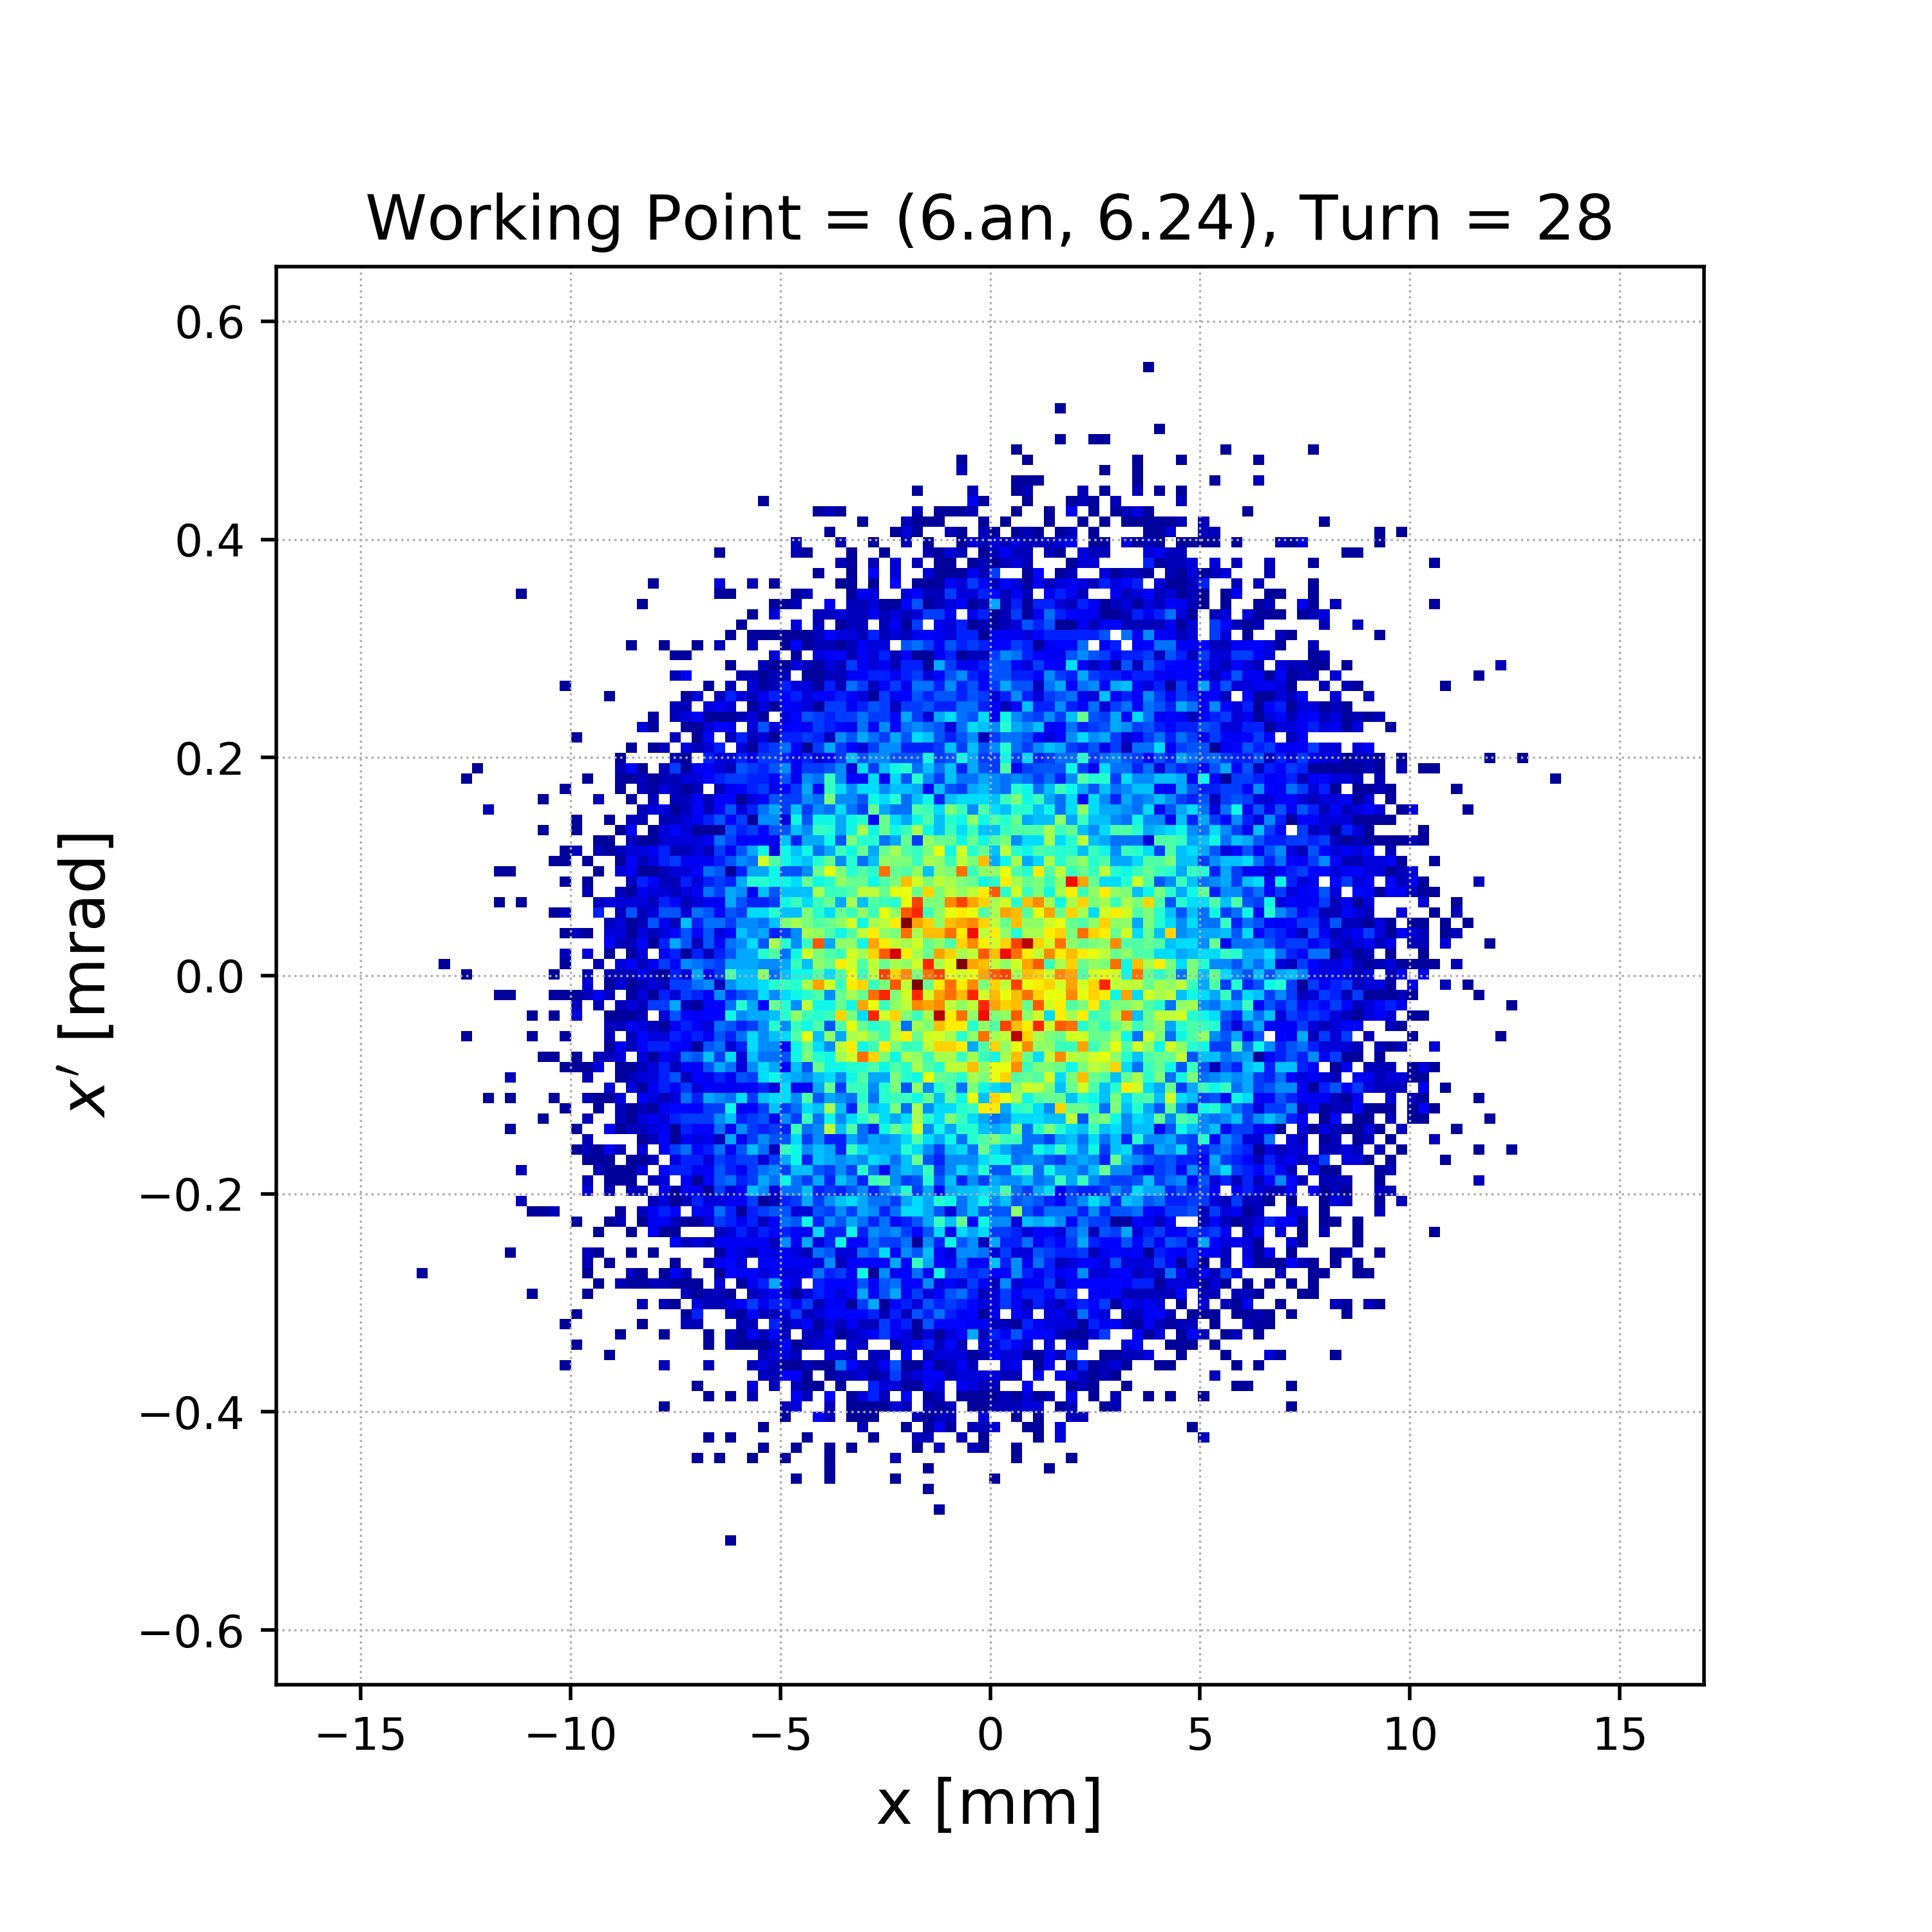 Working Point = (6.an, 6.24), Turn = 28
0.6
0.4
0.2
0.0
−0.2
−0.4
−0.6
x′ [mrad]
−15 −10 −5 0 5 10 15
x [mm]